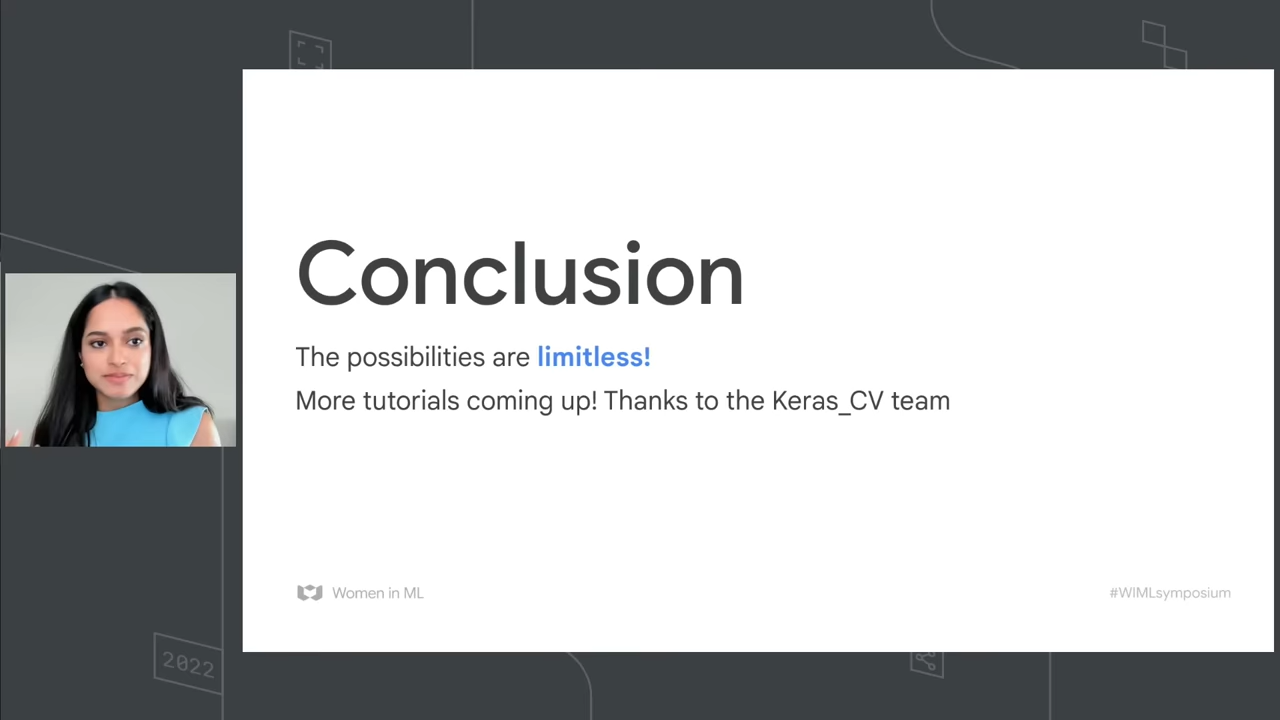 Conclusion
The possibilities are limitless!
More tutorials coming up! Thanks to the Keras_CV team
Women in ML
#WIMLsymposium
2022